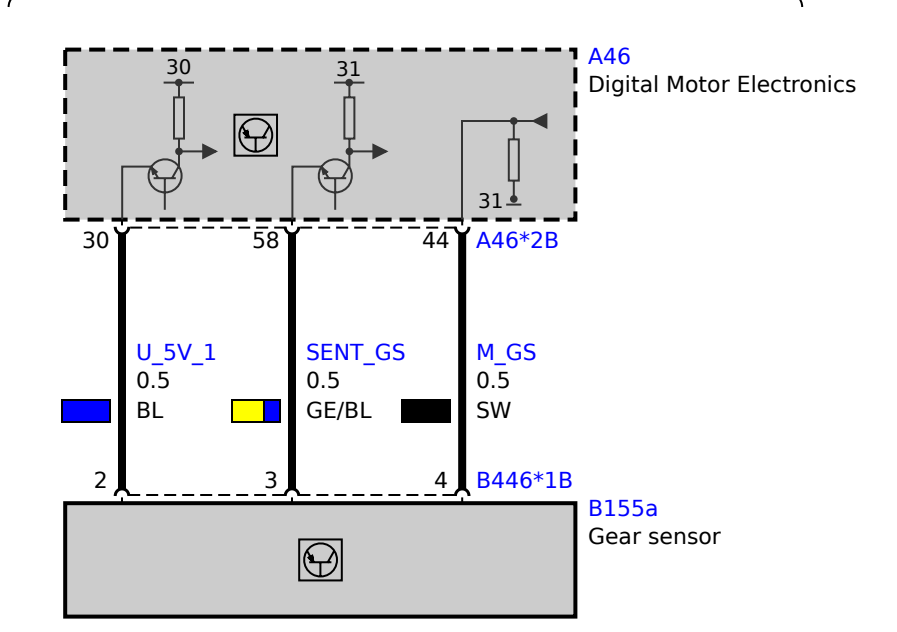 30
31
A46
Digital Motor Electronics
31
30
58
44
A46*2B
U_5V_1
0.5
BL
SENT_GS
0.5
GE/BL
M_GS
0.5
SW
2
3
4
B446*1B
B155a
Gear sensor